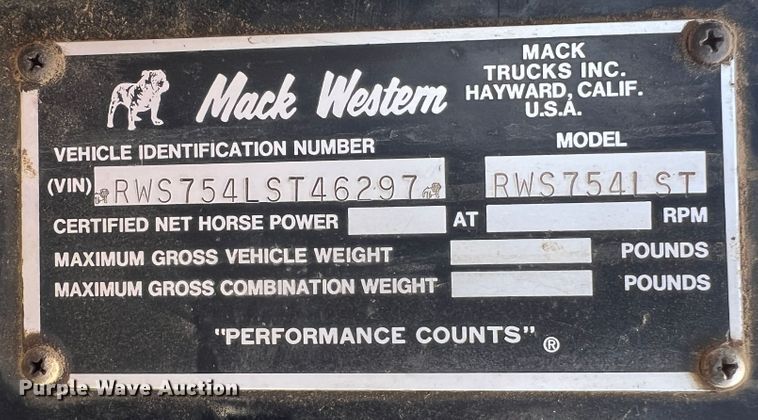 Mack Western
MACK
TRUCKS INC.
HAYWARD, CALIF.
U.S.A.
VEHICLE IDENTIFICATION NUMBER
MODEL
(VIN) RWS754LST46297
RWS754LST
CERTIFIED NET HORSE POWER AT RPM
MAXIMUM GROSS VEHICLE WEIGHT POUNDS
MAXIMUM GROSS COMBINATION WEIGHT POUNDS
"PERFORMANCE COUNTS" ®
Purple Wave Auction